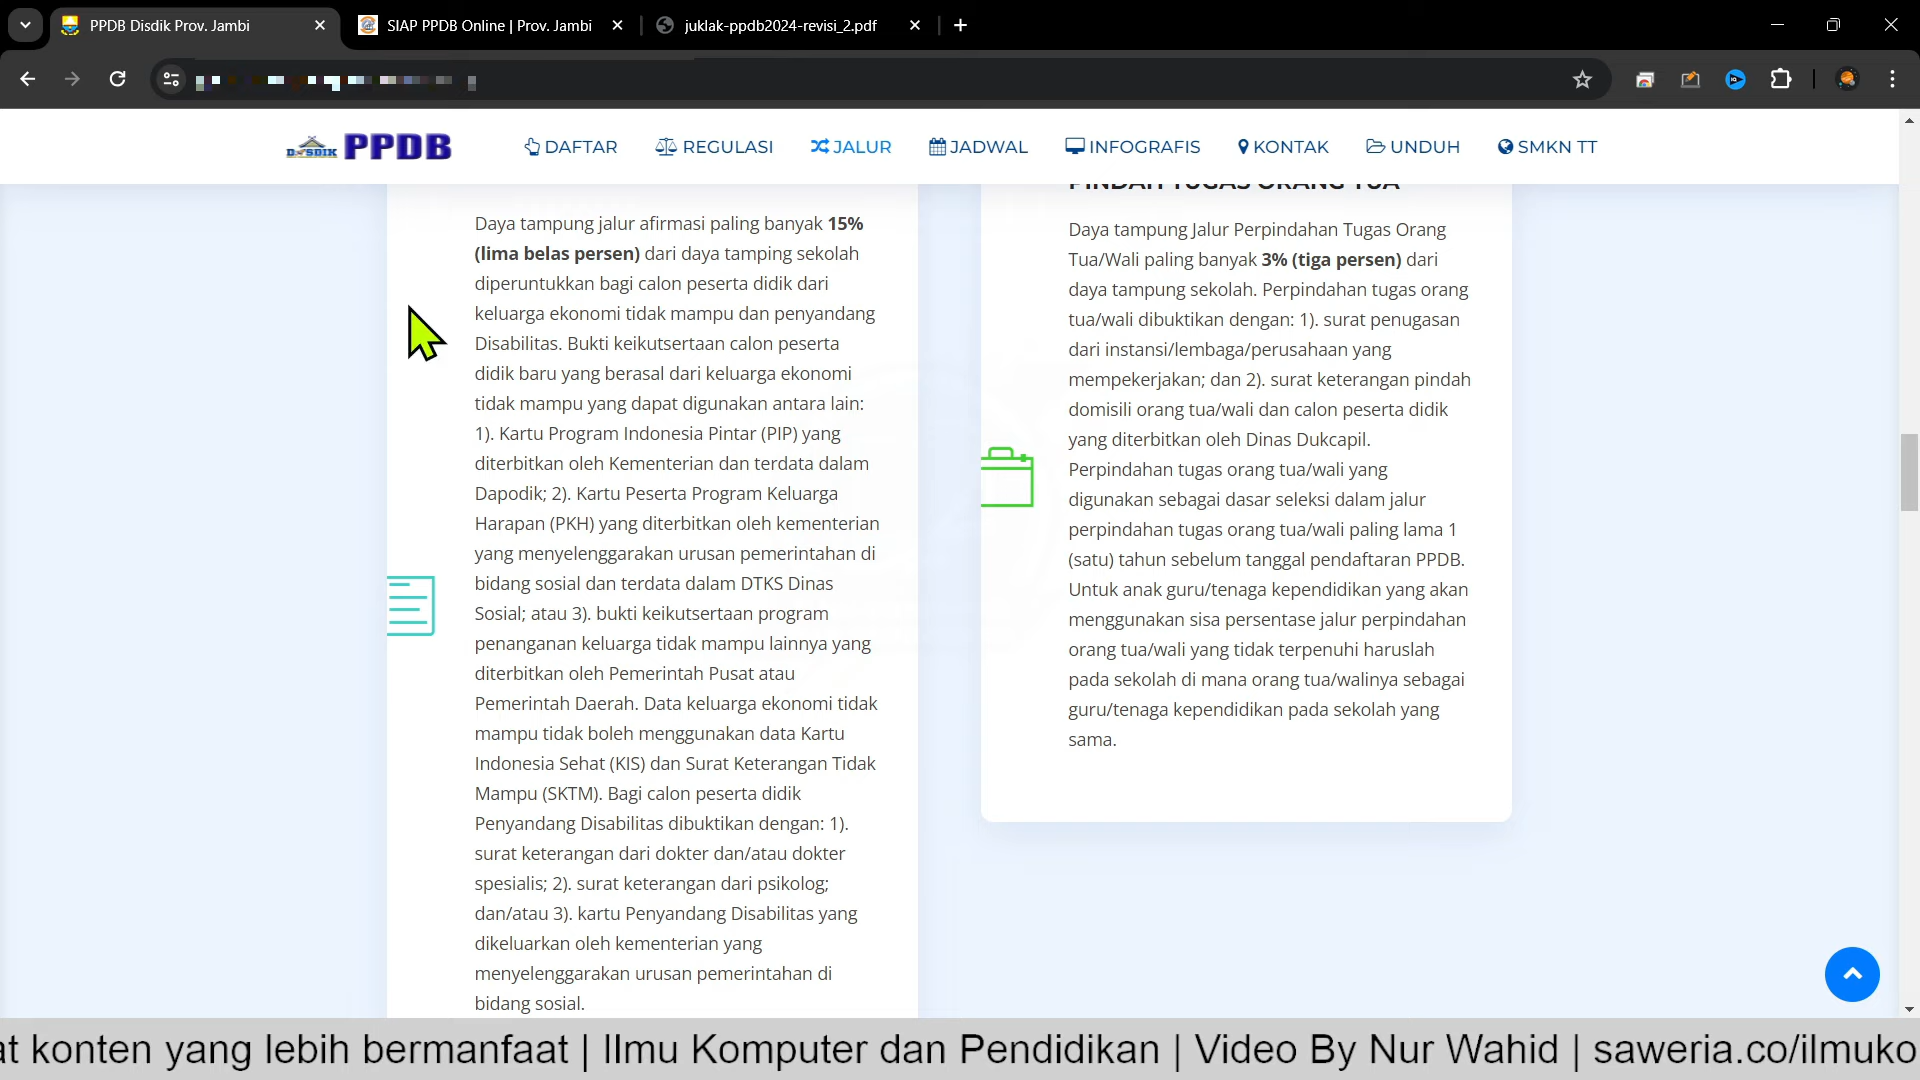 PPDB Disdik Prov. Jambi
SIAP PPDB Online | Prov. Jambi
juklak-ppdb2024-revisi_2.pdf
DISDIK PPDB
DAFTAR
REGULASI
JALUR
JADWAL
INFOGRAFIS
KONTAK
UNDUH
SMKN TT
Daya tampung jalur afirmasi paling banyak 15%
(lima belas persen) dari daya tamping sekolah
diperuntukkan bagi calon peserta didik dari
keluarga ekonomi tidak mampu dan penyandang
Disabilitas. Bukti keikutsertaan calon peserta
didik baru yang berasal dari keluarga ekonomi
tidak mampu yang dapat digunakan antara lain:
1). Kartu Program Indonesia Pintar (PIP) yang
diterbitkan oleh Kementerian dan terdata dalam
Dapodik; 2). Kartu Peserta Program Keluarga
Harapan (PKH) yang diterbitkan oleh kementerian
yang menyelenggarakan urusan pemerintahan di
bidang sosial dan terdata dalam DTKS Dinas
Sosial; atau 3). bukti keikutsertaan program
penanganan keluarga tidak mampu lainnya yang
diterbitkan oleh Pemerintah Pusat atau
Pemerintah Daerah. Data keluarga ekonomi tidak
mampu tidak boleh menggunakan data Kartu
Indonesia Sehat (KIS) dan Surat Keterangan Tidak
Mampu (SKTM). Bagi calon peserta didik
Penyandang Disabilitas dibuktikan dengan: 1).
surat keterangan dari dokter dan/atau dokter
spesialis; 2). surat keterangan dari psikolog;
dan/atau 3). kartu Penyandang Disabilitas yang
dikeluarkan oleh kementerian yang
menyelenggarakan urusan pemerintahan di
bidang sosial.
PINDAH TUGAS ORANG TUA
Daya tampung Jalur Perpindahan Tugas Orang
Tua/Wali paling banyak 3% (tiga persen) dari
daya tampung sekolah. Perpindahan tugas orang
tua/wali dibuktikan dengan: 1). surat penugasan
dari instansi/lembaga/perusahaan yang
mempekerjakan; dan 2). surat keterangan pindah
domisili orang tua/wali dan calon peserta didik
yang diterbitkan oleh Dinas Dukcapil.
Perpindahan tugas orang tua/wali yang
digunakan sebagai dasar seleksi dalam jalur
perpindahan tugas orang tua/wali paling lama 1
(satu) tahun sebelum tanggal pendaftaran PPDB.
Untuk anak guru/tenaga kependidikan yang akan
menggunakan sisa persentase jalur perpindahan
orang tua/wali yang tidak terpenuhi haruslah
pada sekolah di mana orang tua/walinya sebagai
guru/tenaga kependidikan pada sekolah yang
sama.
at konten yang lebih bermanfaat | Ilmu Komputer dan Pendidikan | Video By Nur Wahid | saweria.co/ilmuko